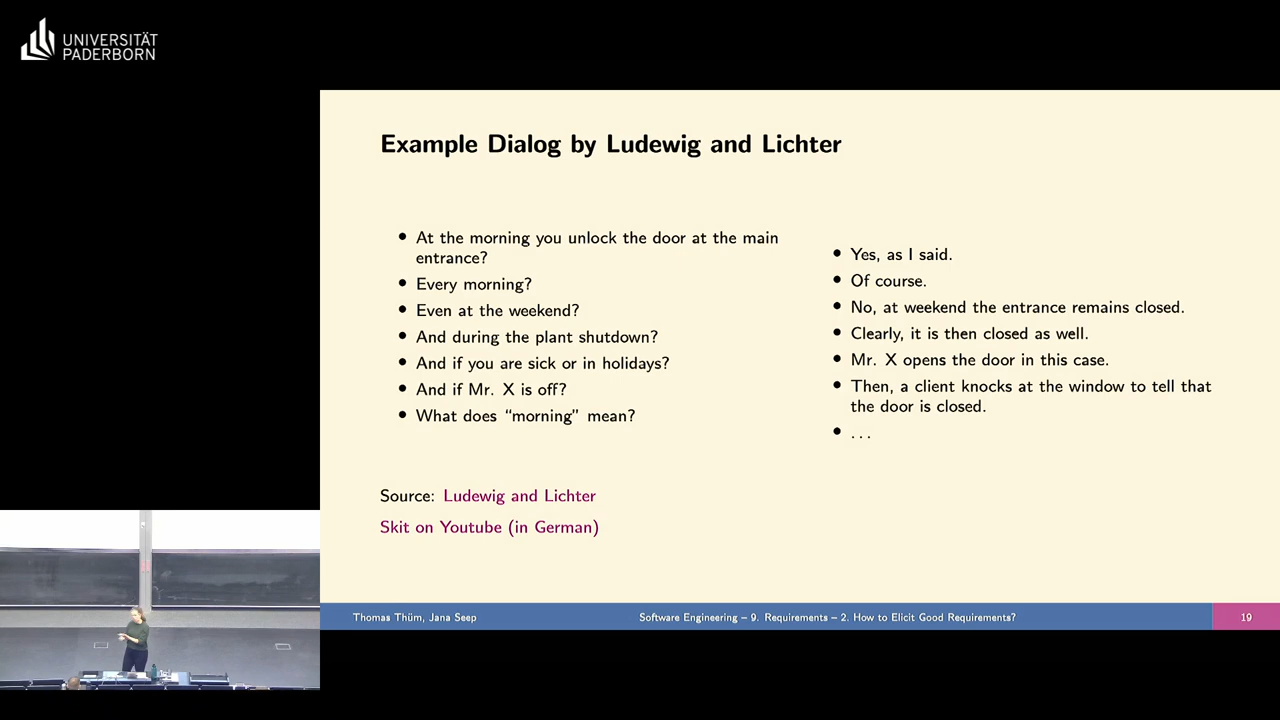 UNIVERSITÄT
PADERBORN
Example Dialog by Ludewig and Lichter
• At the morning you unlock the door at the main
entrance?
• Every morning?
• Even at the weekend?
• And during the plant shutdown?
• And if you are sick or in holidays?
• And if Mr. X is off?
• What does “morning” mean?
• Yes, as I said.
• Of course.
• No, at weekend the entrance remains closed.
• Clearly, it is then closed as well.
• Mr. X opens the door in this case.
• Then, a client knocks at the window to tell that
the door is closed.
• . . .
Source: Ludewig and Lichter
Skit on Youtube (in German)
Thomas Thüm, Jana Seep
Software Engineering – 9. Requirements – 2. How to Elicit Good Requirements?
19